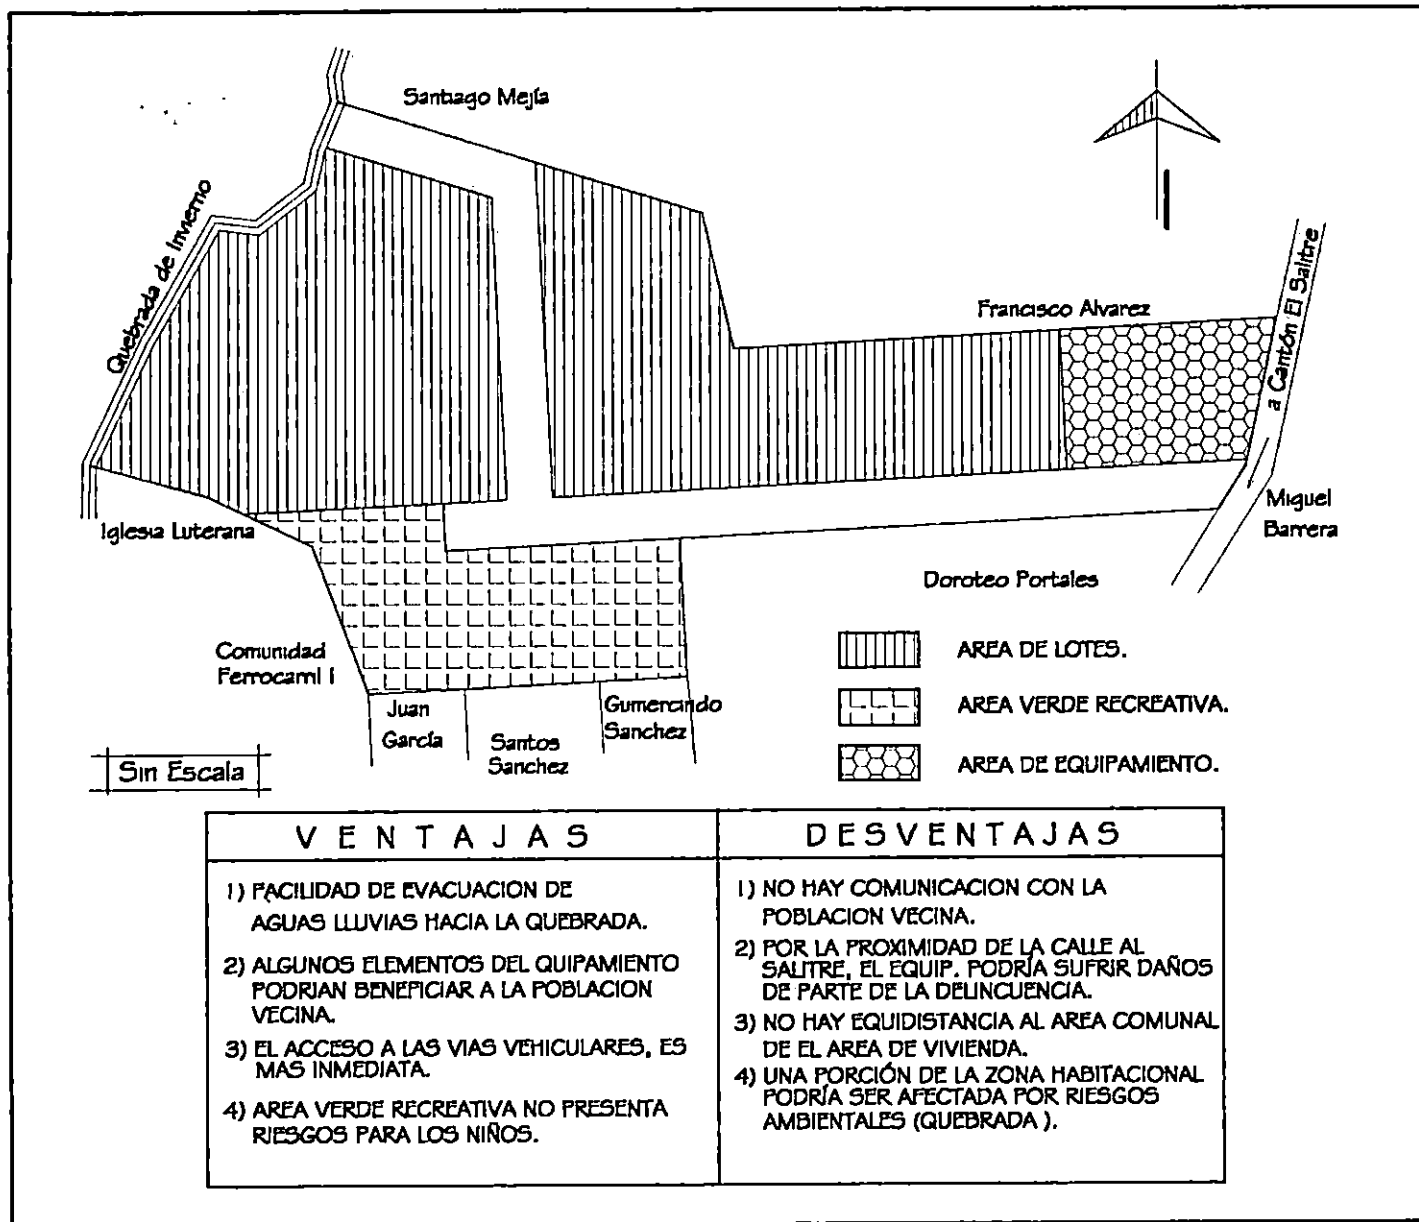 Santiago Mejía
Quebrada de Invierno
Francisco Alvarez
a Cantón El Salitre
Iglesia Luterana
Miguel
Barrera
Doroteo Portales
Comunidad
Ferrocarril I
Juan
García
Santos
Sanchez
Gumercindo
Sanchez
AREA DE LOTES.
AREA VERDE RECREATIVA.
AREA DE EQUIPAMIENTO.
Sin Escala
VENTAJAS
1) FACILIDAD DE EVACUACION DE
AGUAS LLUVIAS HACIA LA QUEBRADA.
2) ALGUNOS ELEMENTOS DEL QUIPAMIENTO
PODRIAN BENEFICIAR A LA POBLACION
VECINA.
3) EL ACCESO A LAS VIAS VEHICULARES, ES
MAS INMEDIATA.
4) AREA VERDE RECREATIVA NO PRESENTA
RIESGOS PARA LOS NIÑOS.
DESVENTAJAS
1) NO HAY COMUNICACION CON LA
POBLACION VECINA.
2) POR LA PROXIMIDAD DE LA CALLE AL
SALITRE, EL EQUIP. PODRÍA SUFRIR DAÑOS
DE PARTE DE LA DELINCUENCIA.
3) NO HAY EQUIDISTANCIA AL AREA COMUNAL
DE EL AREA DE VIVIENDA.
4) UNA PORCIÓN DE LA ZONA HABITACIONAL
PODRÍA SER AFECTADA POR RIESGOS
AMBIENTALES (QUEBRADA ).